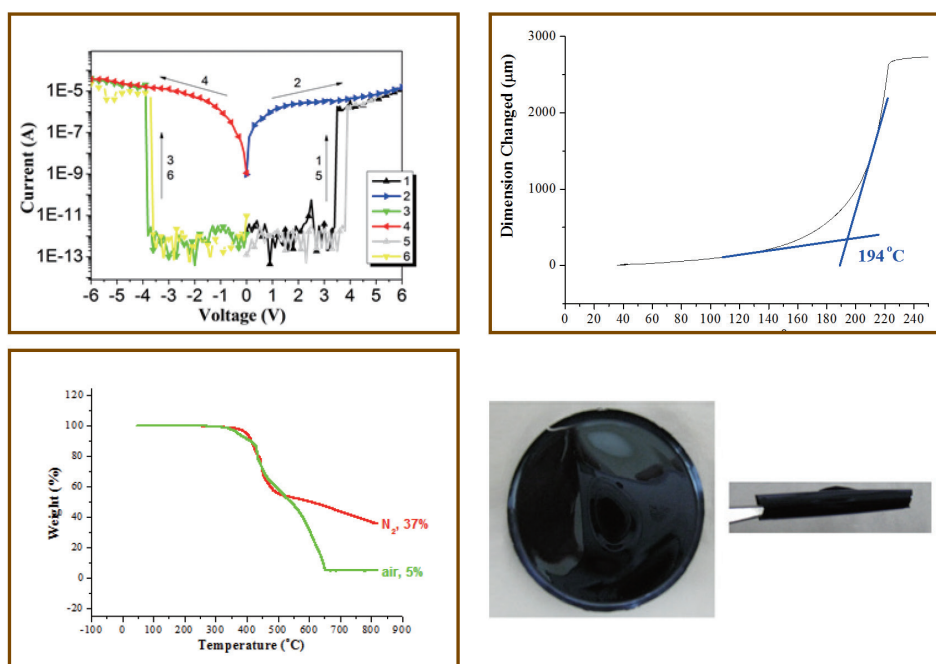 1E-5
1E-7
1E-9
1E-11
1E-13
Current (A)
4
2
3
6
1
5
1
2
3
4
5
6
-6 -5 -4 -3 -2 -1 0 1 2 3 4 5 6
Voltage (V)
3000
2000
1000
0
Dimension Changed (μm)
194 °C
0 20 40 60 80 100 120 140 160 180 200 220 240
120
100
80
60
40
20
0
-20
Weight (%)
N2, 37%
air, 5%
-100 0 100 200 300 400 500 600 700 800 900
Temperature (°C)